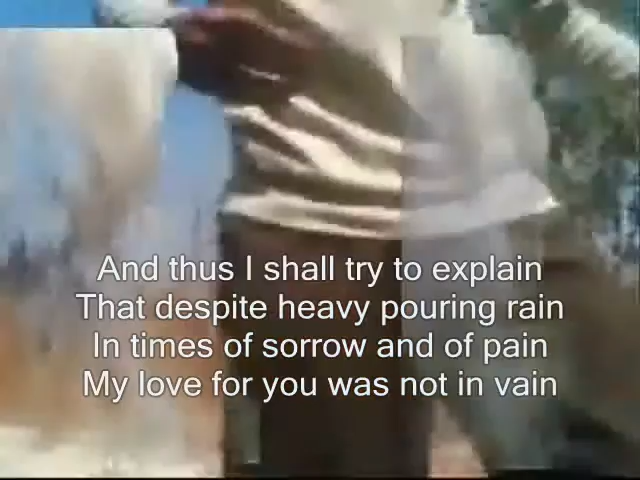 And thus I shall try to explain
That despite heavy pouring rain
In times of sorrow and of pain
My love for you was not in vain